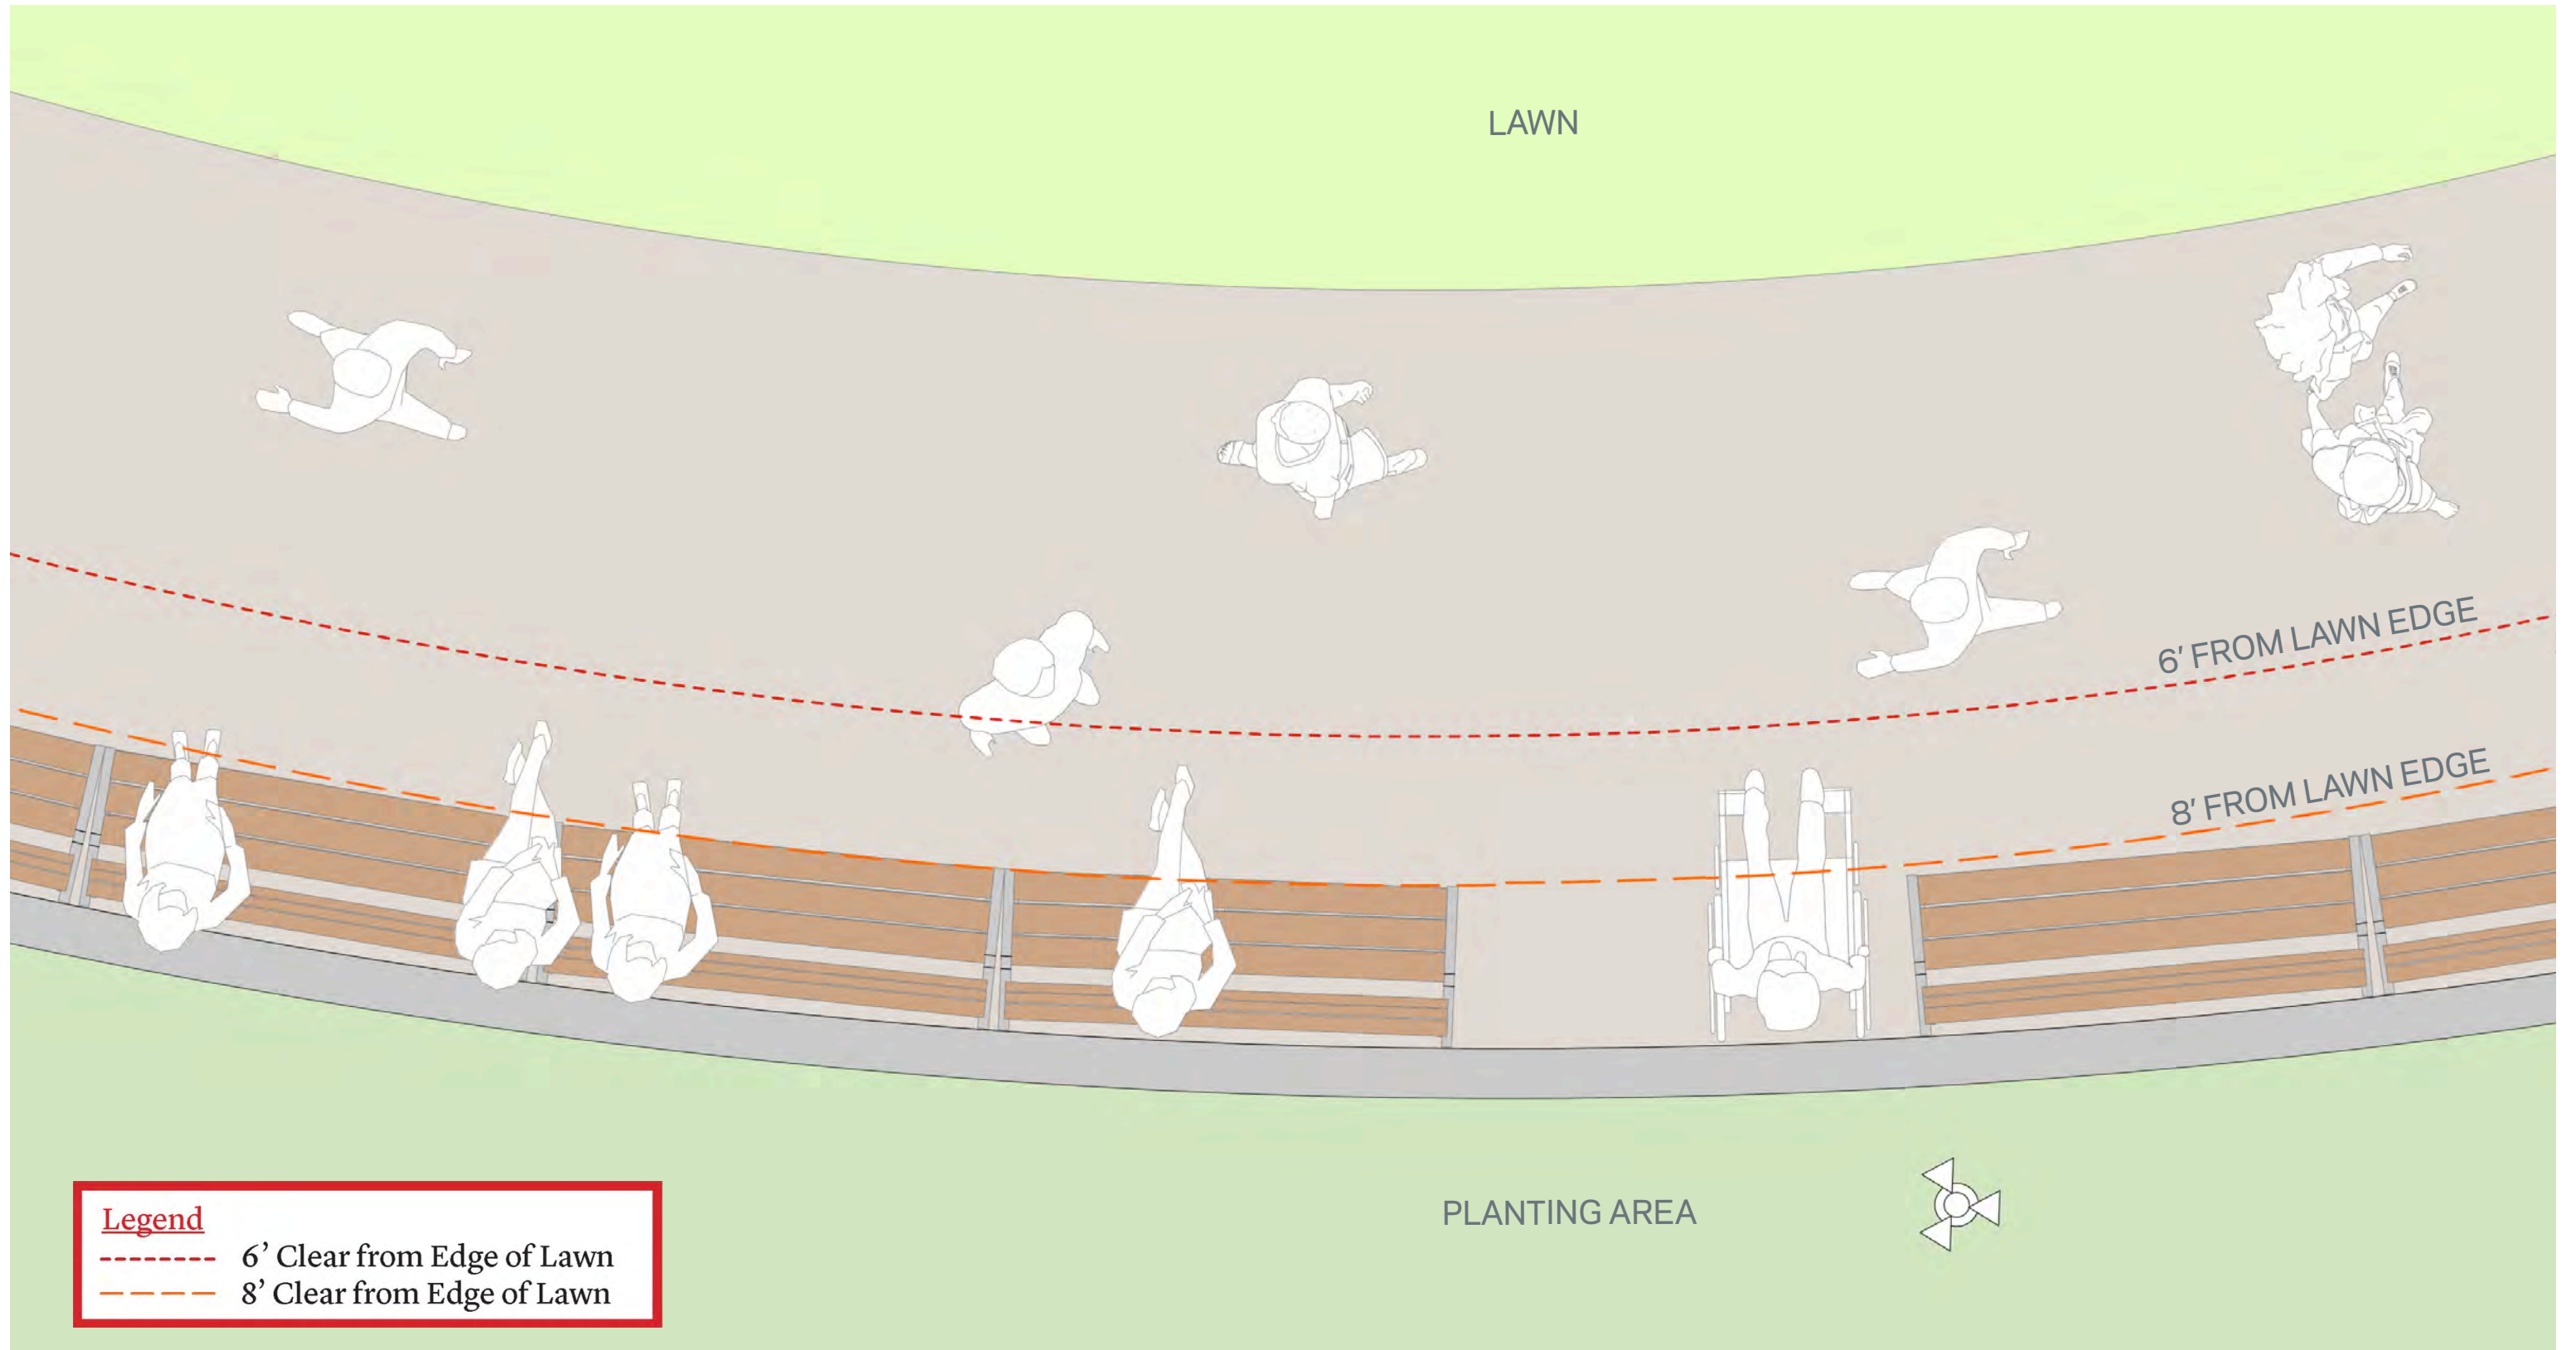 LAWN
6' FROM LAWN EDGE
8' FROM LAWN EDGE
PLANTING AREA
Legend
6’ Clear from Edge of Lawn
8’ Clear from Edge of Lawn